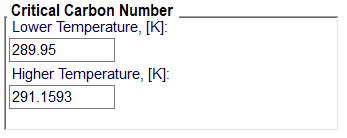 Critical Carbon Number
Lower Temperature, [K]:
289.95
Higher Temperature, [K]:
291.1593